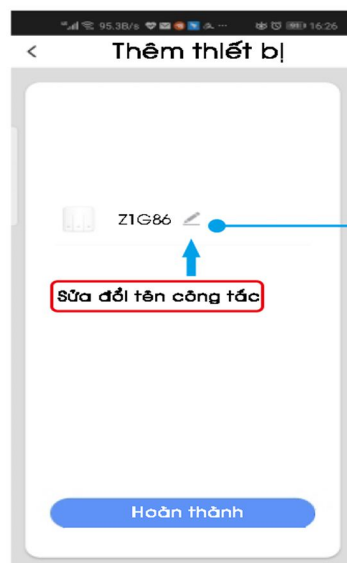 95.3B/s 16:26
Thêm thiết bị
Z1G86
Sửa đổi tên công tắc
Hoàn thành